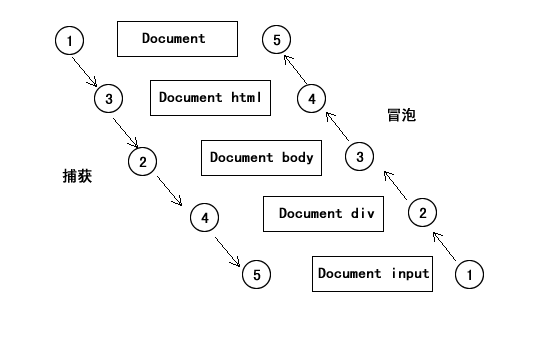 1 Document 5
3 Document html 4
冒泡
2 Document body 3
捕获
4 Document div 2
5 Document input 1